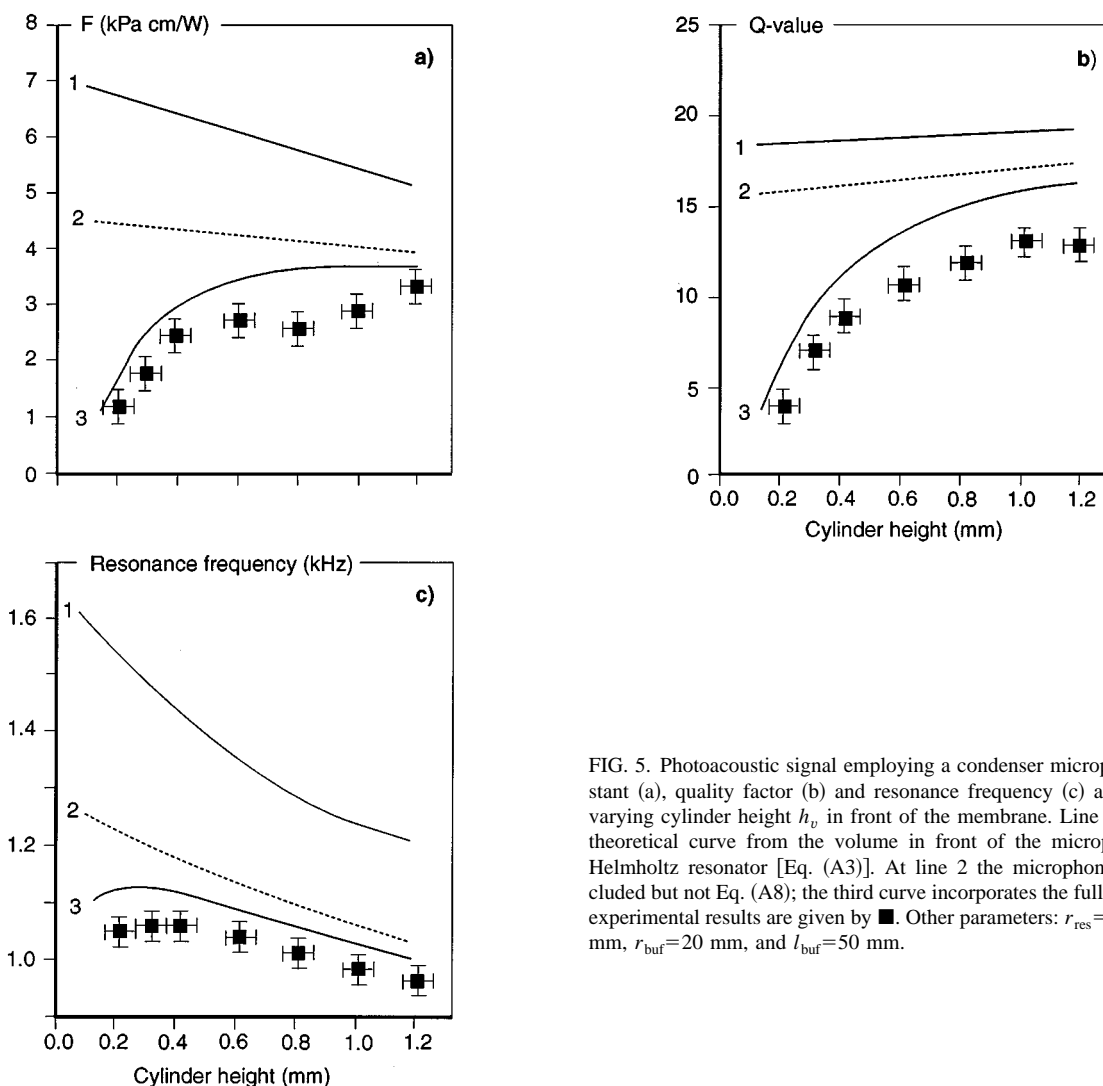 F (kPa cm/W)
a)
8
7
6
5
4
3
2
1
0
1
2
3
Q-value
b)
25
20
15
10
5
0
1
2
3
0.0 0.2 0.4 0.6 0.8 1.0 1.2
Cylinder height (mm)
Resonance frequency (kHz)
c)
1.6
1.4
1.2
1.0
1
2
3
0.0 0.2 0.4 0.6 0.8 1.0 1.2
Cylinder height (mm)
FIG. 5. Photoacoustic signal employing a condenser microp
stant (a), quality factor (b) and resonance frequency (c) a
varying cylinder height hv in front of the membrane. Line
theoretical curve from the volume in front of the microp
Helmholtz resonator [Eq. (A3)]. At line 2 the microphon
cluded but not Eq. (A8); the third curve incorporates the full
experimental results are given by ■. Other parameters: rres=
mm, rbuf=20 mm, and lbuf=50 mm.